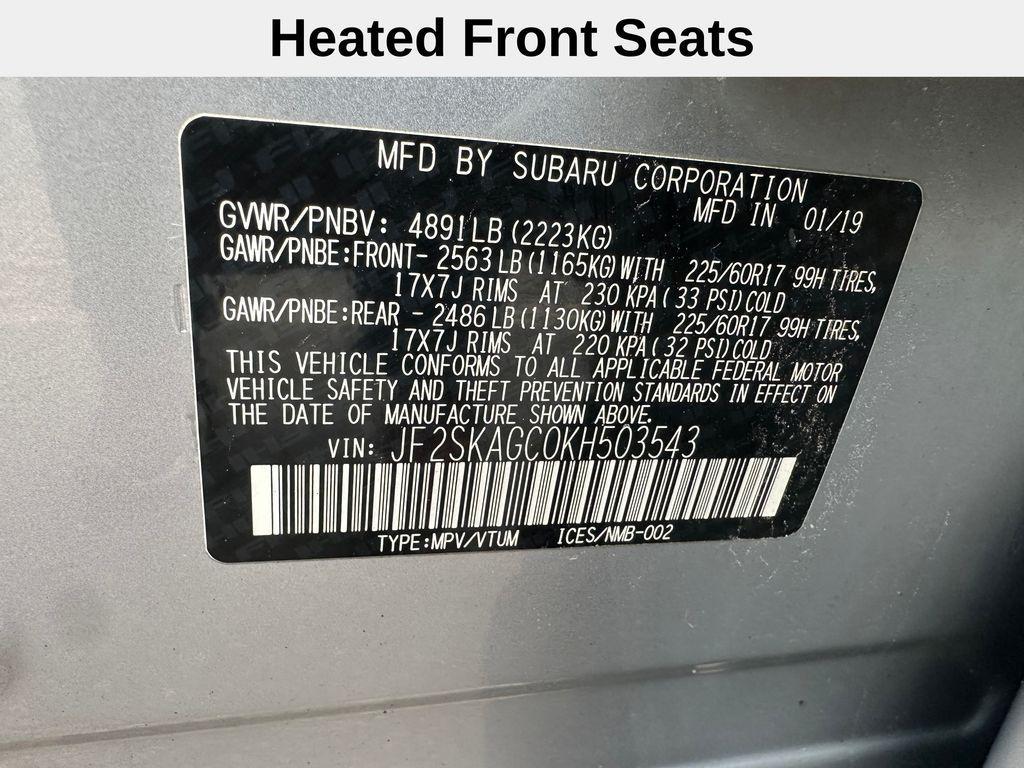 Heated Front Seats
MFD BY SUBARU CORPORATION
MFD IN 01/19
GVWR/PNBV: 4891LB (2223KG)
GAWR/PNBE:FRONT- 2563 LB (1165KG) WITH 225/60R17 99H TIRES,
17X7J RIMS AT 230 KPA (33 PSI) COLD
GAWR/PNBE:REAR - 2486 LB (1130KG) WITH 225/60R17 99H TIRES,
17X7J RIMS AT 220 KPA (32 PSI) COLD
THIS VEHICLE CONFORMS TO ALL APPLICABLE FEDERAL MOTOR
VEHICLE SAFETY AND THEFT PREVENTION STANDARDS IN EFFECT ON
THE DATE OF MANUFACTURE SHOWN ABOVE.
VIN: JF2SKAGC0KH503543
TYPE:MPV/VTUM ICES/NMB-002